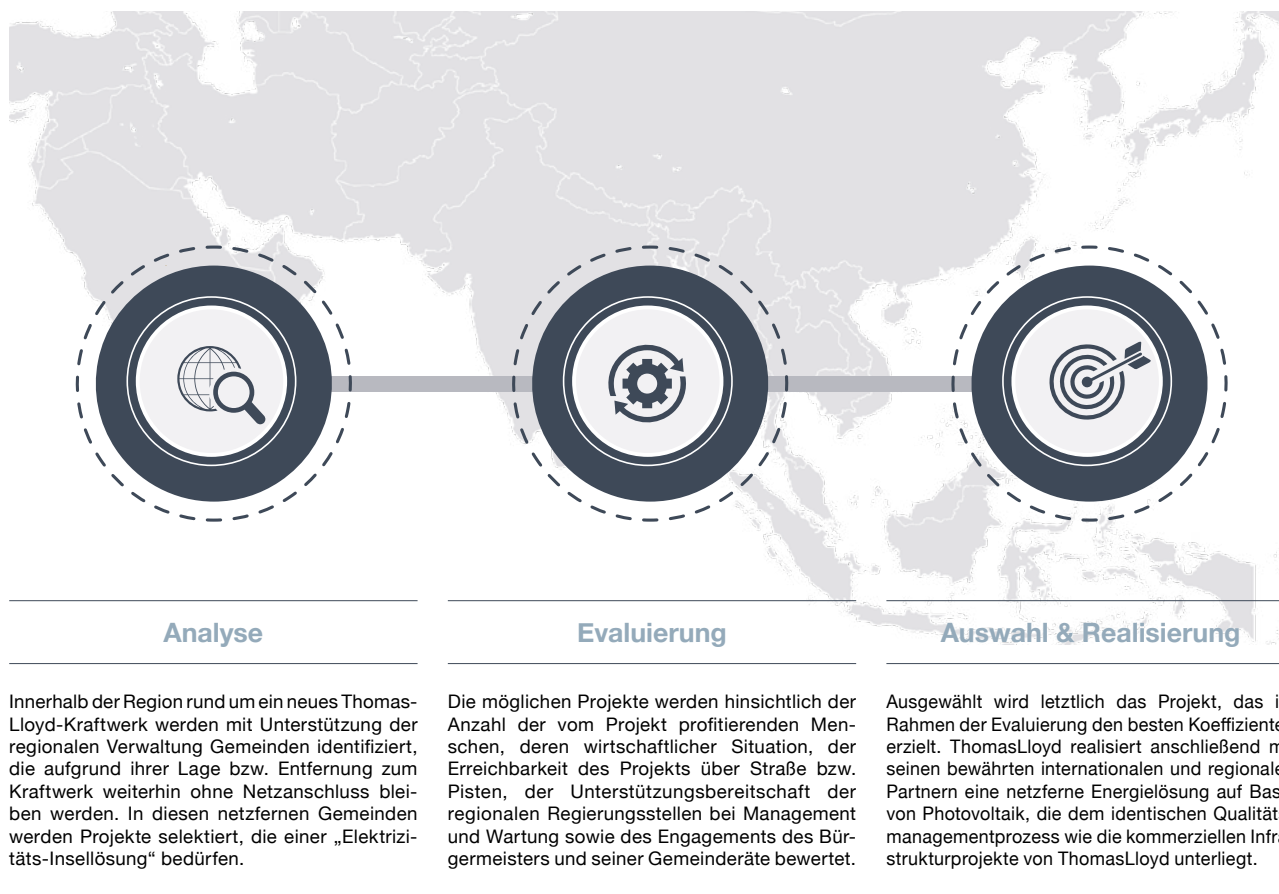 Analyse
Innerhalb der Region rund um ein neues Thomas-
Lloyd-Kraftwerk werden mit Unterstützung der
regionalen Verwaltung Gemeinden identifiziert,
die aufgrund ihrer Lage bzw. Entfernung zum
Kraftwerk weiterhin ohne Netzanschluss blei-
ben werden. In diesen netzfernen Gemeinden
werden Projekte selektiert, die einer „Elektrizi-
täts-Insellösung“ bedürfen.
Evaluierung
Die möglichen Projekte werden hinsichtlich der
Anzahl der vom Projekt profitierenden Men-
schen, deren wirtschaftlicher Situation, der
Erreichbarkeit des Projekts über Straße bzw.
Pisten, der Unterstützungsbereitschaft der
regionalen Regierungsstellen bei Management
und Wartung sowie des Engagements des Bür-
germeisters und seiner Gemeinderäte bewertet.
Auswahl & Realisierung
Ausgewählt wird letztlich das Projekt, das
Rahmen der Evaluierung den besten Koeffiziente
erzielt. ThomasLloyd realisiert anschließend
seinen bewährten internationalen und regionale
Partnern eine netzferne Energielösung auf Bas
von Photovoltaik, die dem identischen Qualität
managementprozess wie die kommerziellen Infra
strukturprojekte von ThomasLloyd unterliegt.